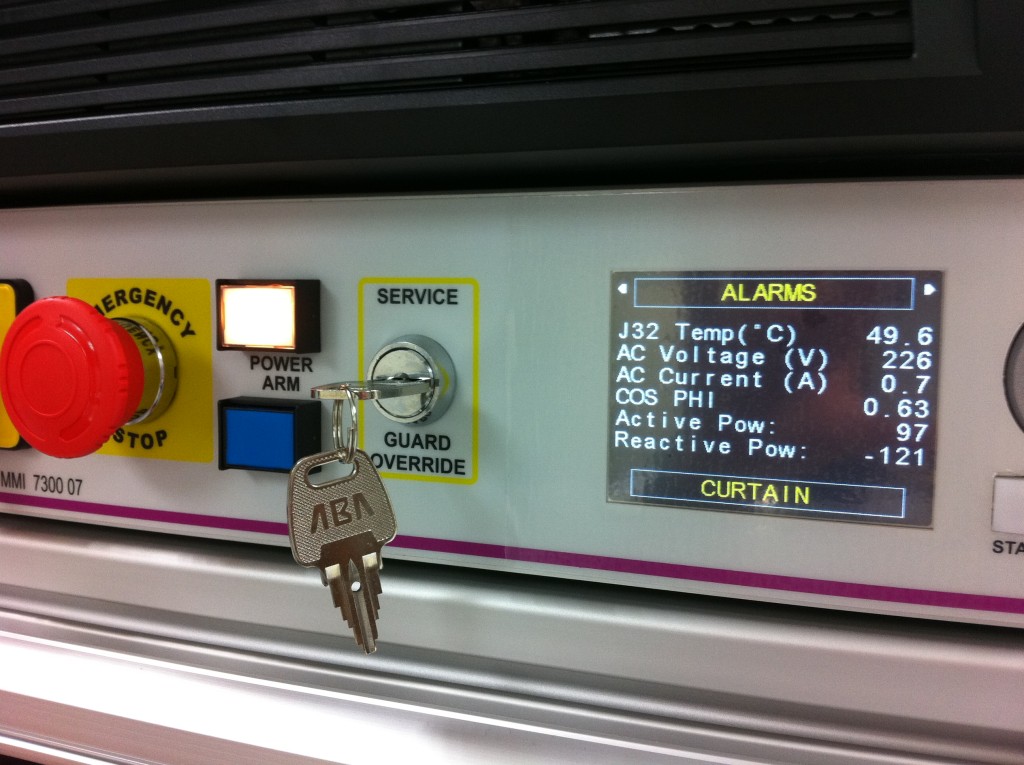 EMERGENCY
STOP
MMI 7300 07
POWER
ARM
SERVICE
GUARD
OVERRIDE
ABA
ALARMS
J32 Temp(°C) 49.6
AC Voltage (V) 226
AC Current (A) 0.7
COS PHI 0.63
Active Pow: 97
Reactive Pow: -121
CURTAIN
STA